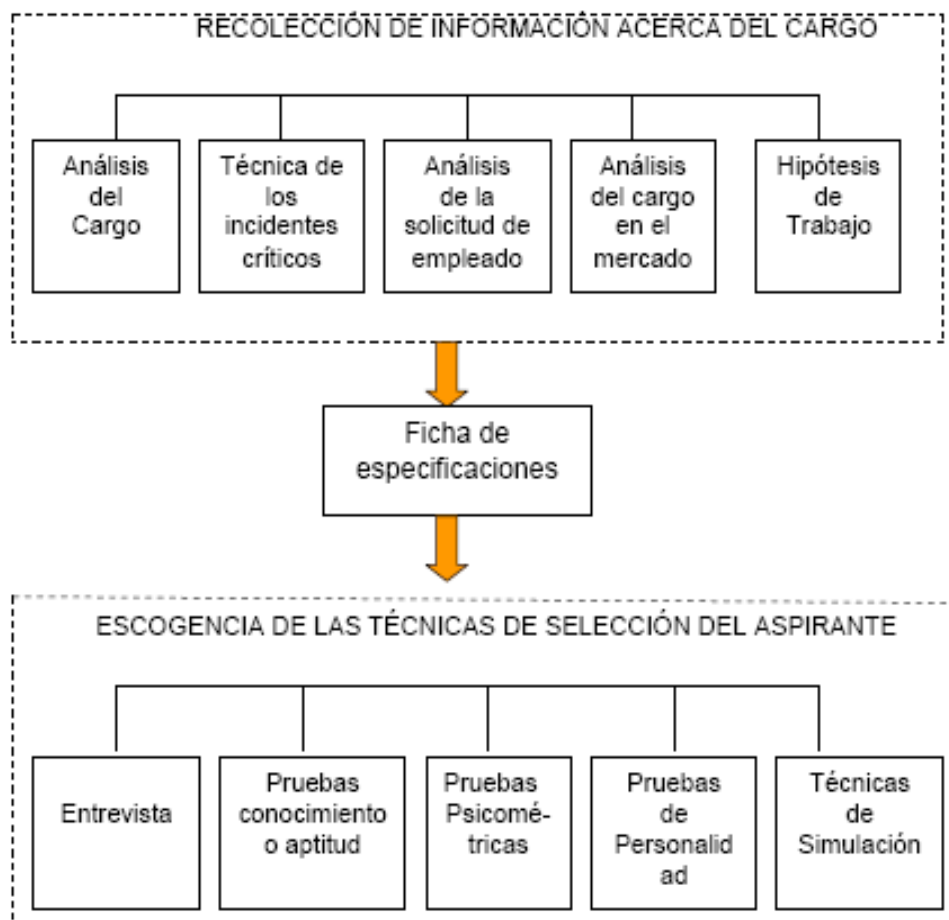 RECOLECCIÓN DE INFORMACIÓN ACERCA DEL CARGO
Análisis
del
Cargo
Técnica de
los
incidentes
críticos
Análisis
de la
solicitud de
empleado
Análisis
del cargo
en el
mercado
Hipótesis
de
Trabajo
Ficha de
especificaciones
ESCOGENCIA DE LAS TÉCNICAS DE SELECCIÓN DEL ASPIRANTE
Entrevista
Pruebas
conocimiento
o aptitud
Pruebas
Psicomé-
tricas
Pruebas
de
Personalid
ad
Técnicas
de
Simulación